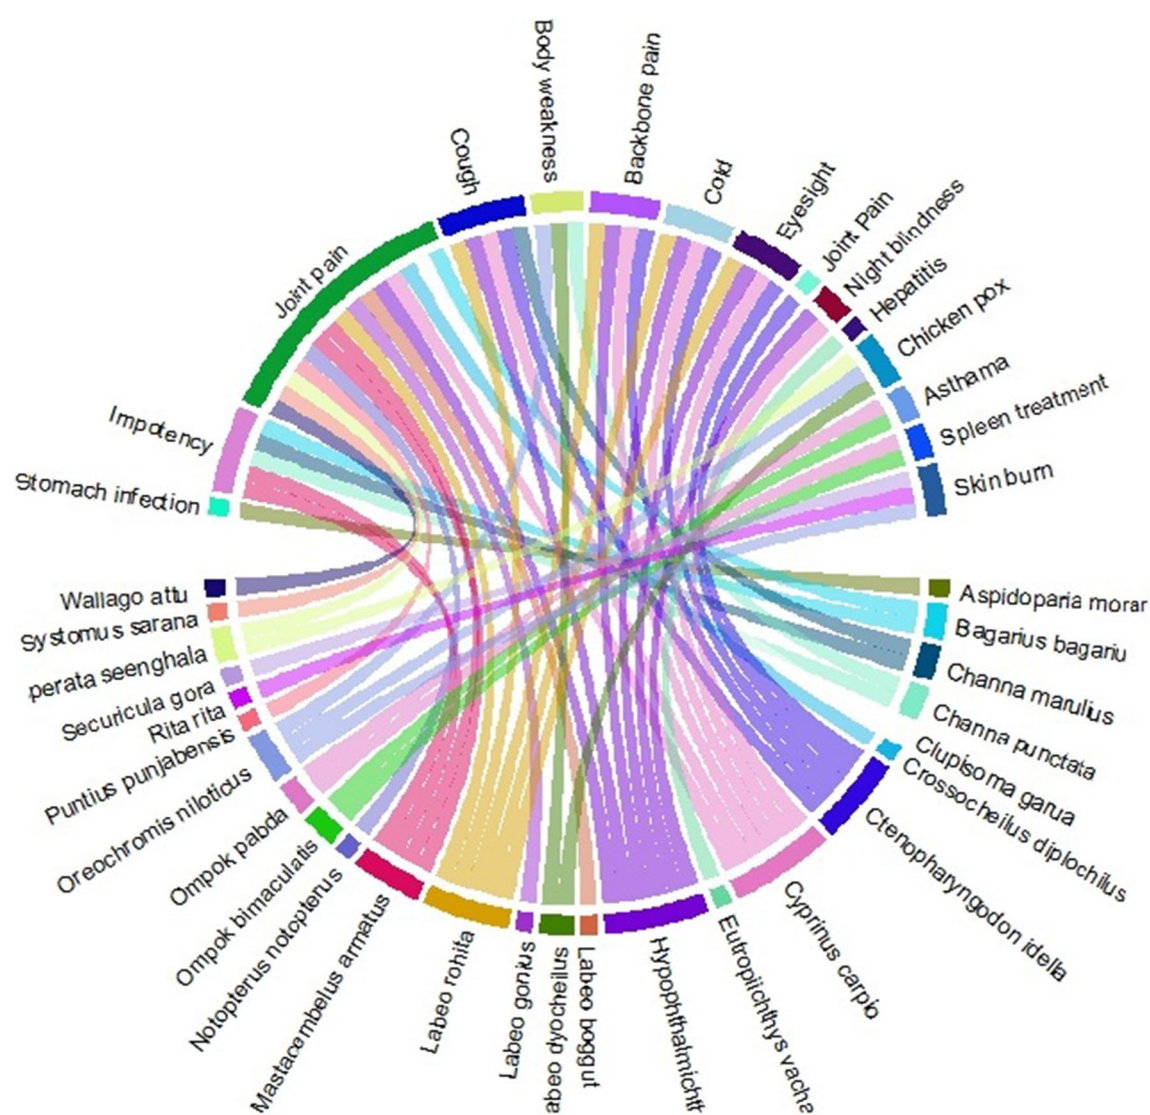 Body weakness
Backbone pain
Cold
Eyesight
Joint Pain
Night blindness
Hepatitis
Chicken pox
Asthama
Spleen treatment
Skin burn
Aspidoparia morar
Bagarius bagariu
Channa marulius
Channa punctata
Clupisoma garua
Crossocheilus diplochilus
Ctenopharyngodon idella
Cyprinus carpio
Eutropiichthys vacha
Hypophthalmichth
Labeo boggut
abeo dyocheilus
Labeo gonius
Labeo rohita
Mastacembelus armatus
Notopterus notopterus
Ompok bimaculatis
Ompok pabda
Oreochromis niloticus
Puntius punjabensis
Rita rita
Securicula gora
perata seenghala
Systomus sarana
Wallago attu
Stomach infection
Impotency
Joint pain
Cough